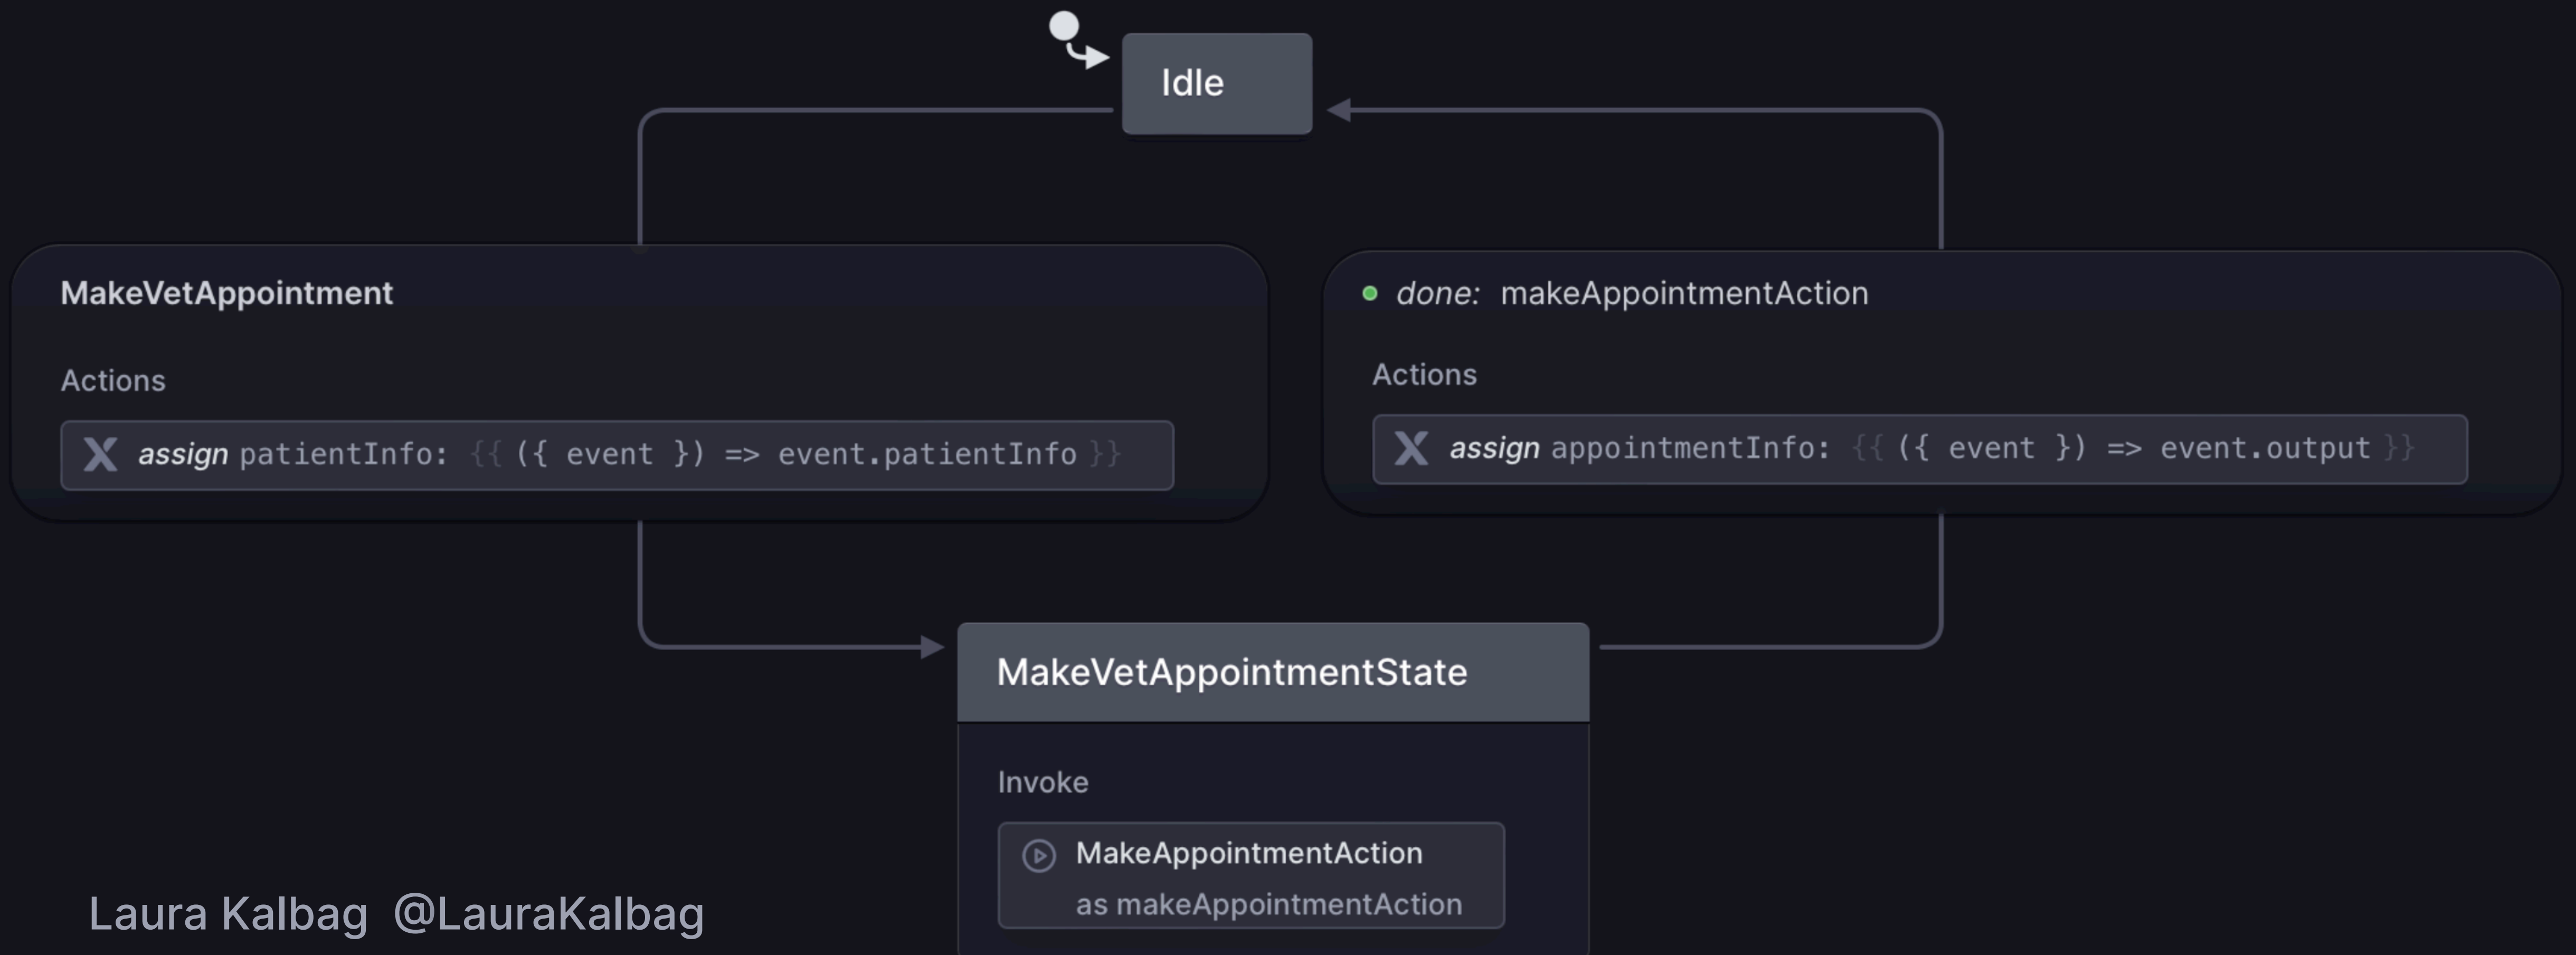 Idle
MakeVetAppointment
Actions
assign patientInfo: {{ ({ event }) => event.patientInfo }}
done: makeAppointmentAction
Actions
assign appointmentInfo: {{ ({ event }) => event.output }}
MakeVetAppointmentState
Invoke
MakeAppointmentAction
as makeAppointmentAction
Laura Kalbag @LauraKalbag